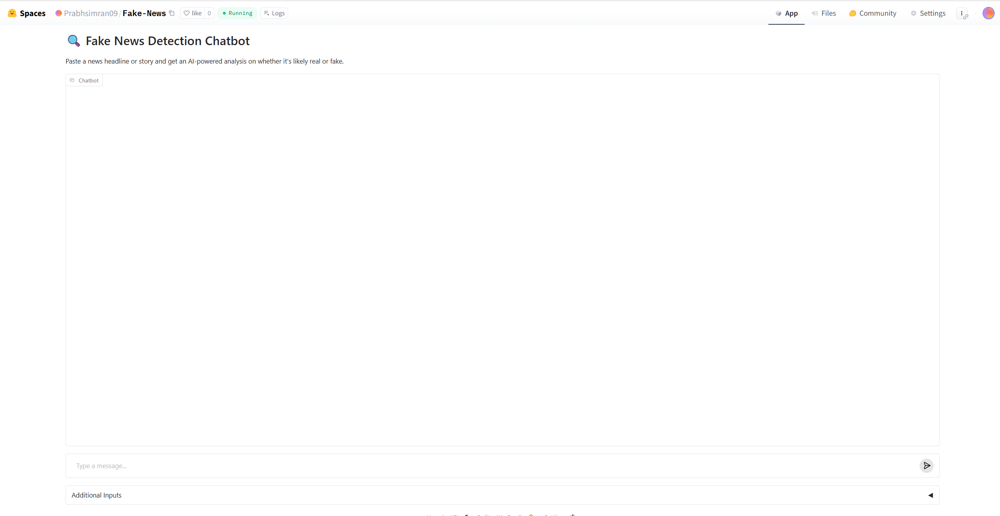 Spaces Prabhsimran09/Fake-News like 0 Running Logs App Files Community Settings
Fake News Detection Chatbot
Paste a news headline or story and get an AI-powered analysis on whether it's likely real or fake.
Chatbot
Type a message...
Additional Inputs